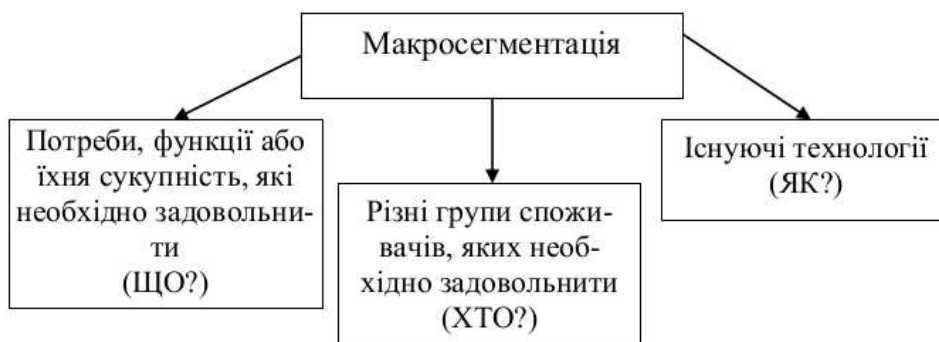 Макросегментація
Потреби, функції або
їхня сукупність, які
необхідно задовольни-
ти
(ЩО?)
Різні групи спожи-
вачів, яких необ-
хідно задовольнити
(ХТО?)
Існуючі технології
(ЯК?)